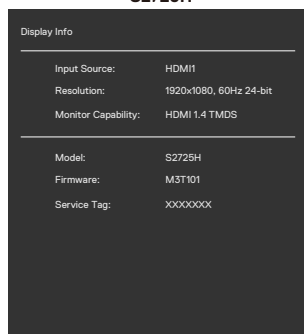 S2725H
Display Info
Input Source: HDMI1
Resolution: 1920x1080, 60Hz 24-bit
Monitor Capability: HDMI 1.4 TMDS
Model: S2725H
Firmware: M3T101
Service Tag: XXXXXXX